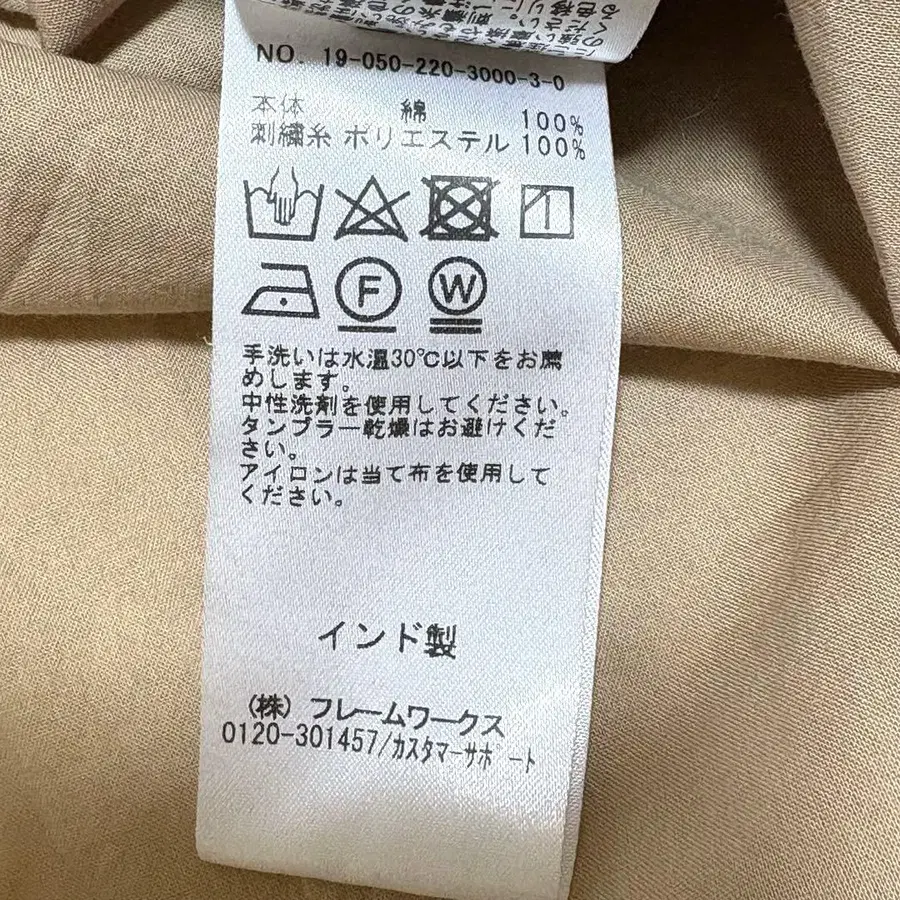 NO. 19-050-220-3000-3-0
本体 綿 100%
刺繍糸 ポリエステル 100%
F W
手洗いは水温30℃以下をお薦
めします。
中性洗剤を使用してください。
タンブラー乾燥はお避けくだ
さい。
アイロンは当て布を使用して
ください。
インド製
(株) フレームワークス
0120-301457/カスタマーサポート